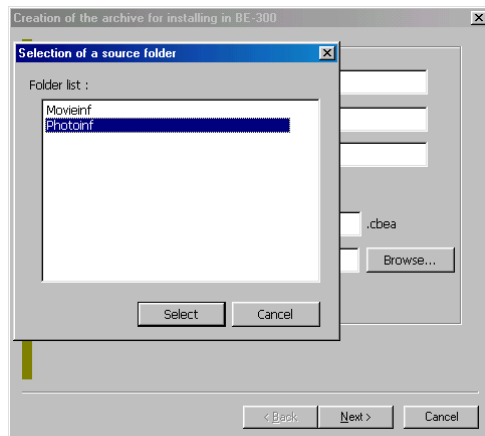 Creation of the archive for installing in BE-300
Selection of a source folder
Folder list :
Movieinf
Photoinf
.cbea
Browse...
Select Cancel
< Back Next > Cancel